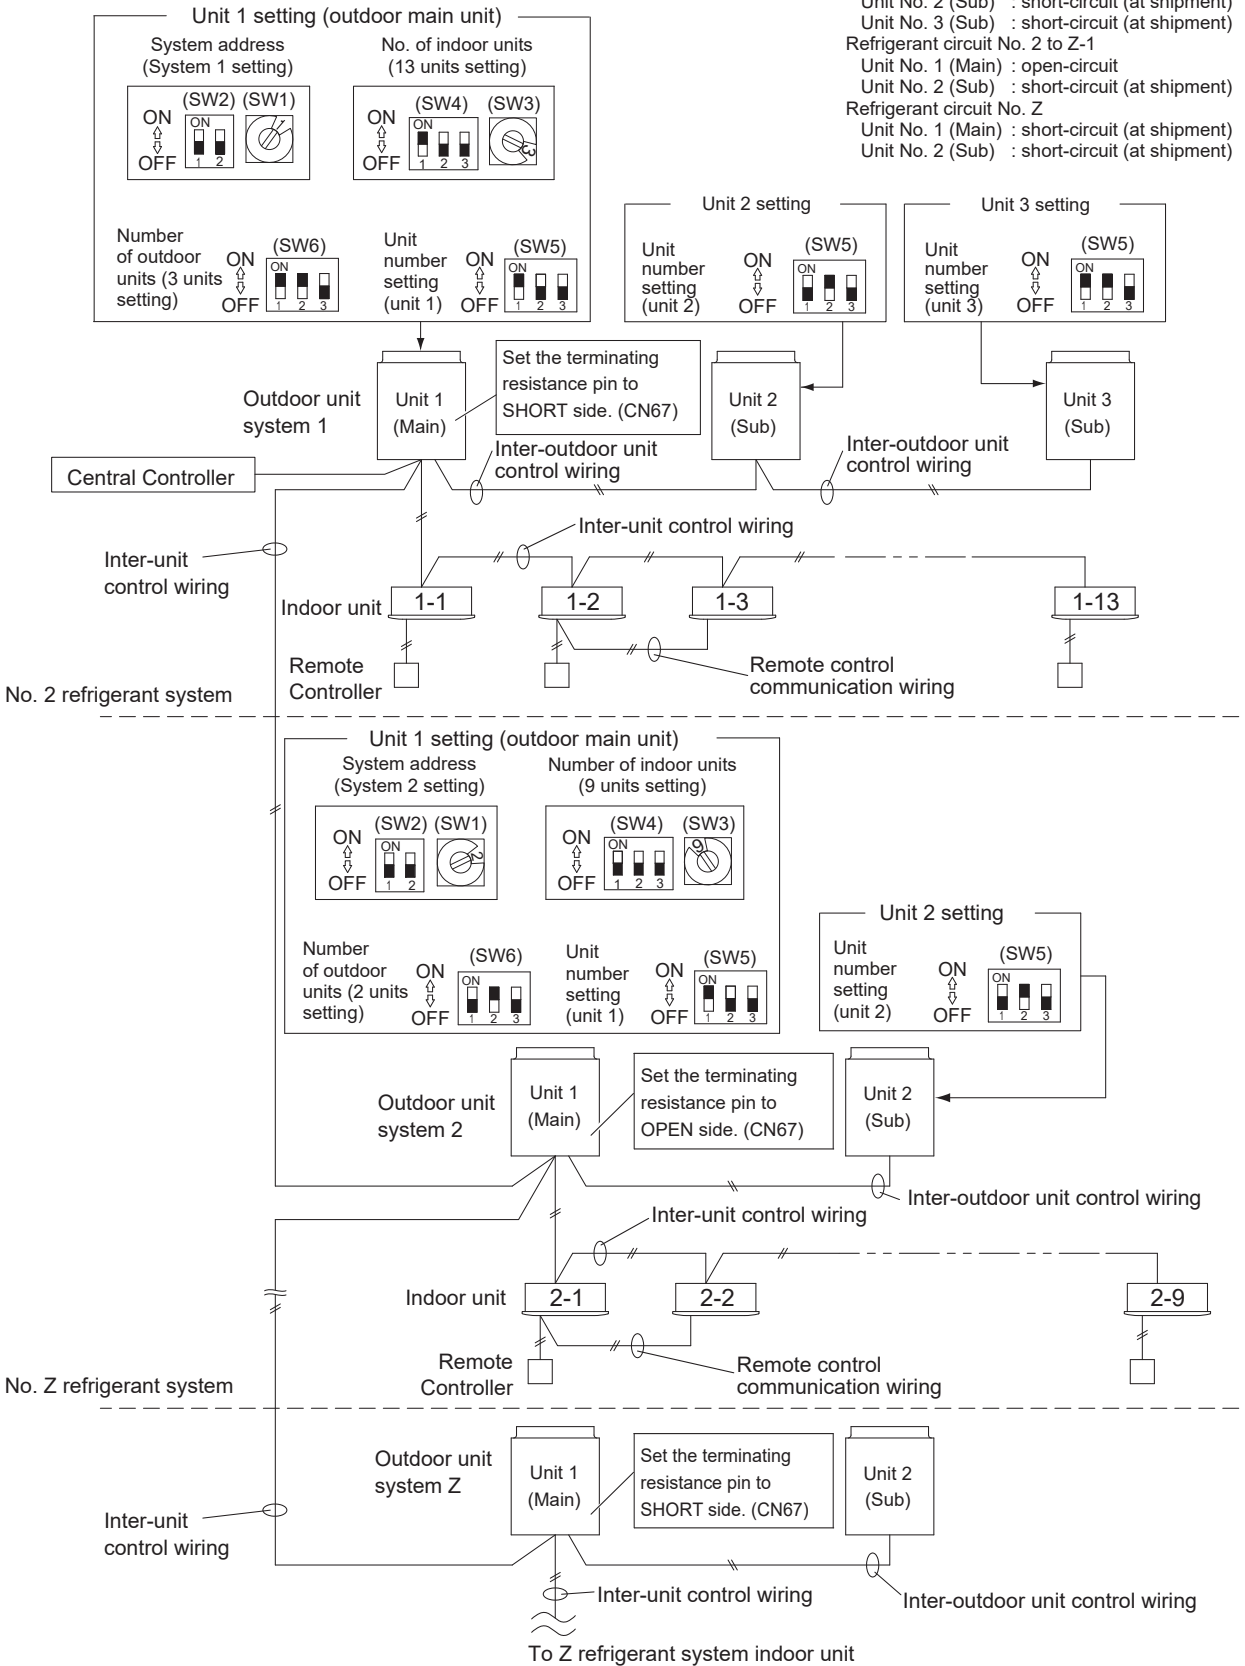 Unit No. 2 (Sub) : short-circuit (at shipment)
Unit No. 3 (Sub) : short-circuit (at shipment)
Refrigerant circuit No. 2 to Z-1
Unit No. 1 (Main) : open-circuit
Unit No. 2 (Sub) : short-circuit (at shipment)
Refrigerant circuit No. Z
Unit No. 1 (Main) : short-circuit (at shipment)
Unit No. 2 (Sub) : short-circuit (at shipment)
Unit 1 setting (outdoor main unit)
System address
(System 1 setting)
ON
OFF
(SW2) (SW1)
ON
1 2
1
No. of indoor units
(13 units setting)
ON
OFF
(SW4) (SW3)
ON
1 2 3
3
Number
of outdoor
units (3 units
setting)
ON
OFF
(SW6)
ON
1 2 3
Unit
number
setting
(unit 1)
ON
OFF
(SW5)
ON
1 2 3
Unit 2 setting
Unit
number
setting
(unit 2)
ON
OFF
(SW5)
ON
1 2 3
Unit 3 setting
Unit
number
setting
(unit 3)
ON
OFF
(SW5)
ON
1 2 3
Outdoor unit
system 1
Unit 1
(Main)
Set the terminating
resistance pin to
SHORT side. (CN67)
Unit 2
(Sub)
Unit 3
(Sub)
Central Controller
Inter-outdoor unit
control wiring
Inter-outdoor unit
control wiring
Inter-unit
control wiring
Inter-unit control wiring
Indoor unit
1-1
1-2
1-3
1-13
Remote
Controller
Remote control
communication wiring
No. 2 refrigerant system
Unit 1 setting (outdoor main unit)
System address
(System 2 setting)
ON
OFF
(SW2) (SW1)
ON
1 2
2
Number of indoor units
(9 units setting)
ON
OFF
(SW4) (SW3)
ON
1 2 3
9
Number
of outdoor
units (2 units
setting)
ON
OFF
(SW6)
ON
1 2 3
Unit
number
setting
(unit 1)
ON
OFF
(SW5)
ON
1 2 3
Unit 2 setting
Unit
number
setting
(unit 2)
ON
OFF
(SW5)
ON
1 2 3
Outdoor unit
system 2
Unit 1
(Main)
Set the terminating
resistance pin to
OPEN side. (CN67)
Unit 2
(Sub)
Inter-outdoor unit control wiring
Inter-unit control wiring
Indoor unit
2-1
2-2
2-9
Remote
Controller
Remote control
communication wiring
No. Z refrigerant system
Outdoor unit
system Z
Unit 1
(Main)
Set the terminating
resistance pin to
SHORT side. (CN67)
Unit 2
(Sub)
Inter-unit
control wiring
Inter-unit control wiring
Inter-outdoor unit control wiring
To Z refrigerant system indoor unit